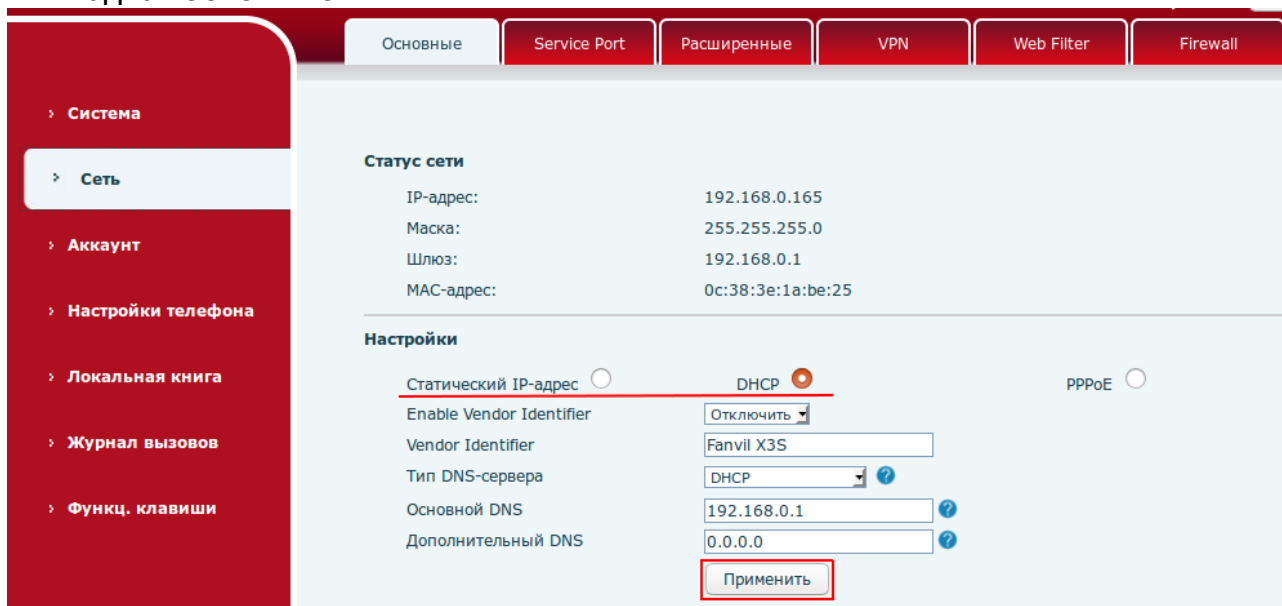 Основные Service Port Расширенные VPN Web Filter Firewall
Система
Сеть
Аккаунт
Настройки телефона
Локальная книга
Журнал вызовов
Функц. клавиши
Статус сети
IP-адрес: 192.168.0.165
Маска: 255.255.255.0
Шлюз: 192.168.0.1
MAC-адрес: 0c:38:3e:1a:be:25
Настройки
Статический IP-адрес DHCP PPPoE
Enable Vendor Identifier Отключить
Vendor Identifier Fanvil X3S
Тип DNS-сервера DHCP
Основной DNS 192.168.0.1
Дополнительный DNS 0.0.0.0
Применить